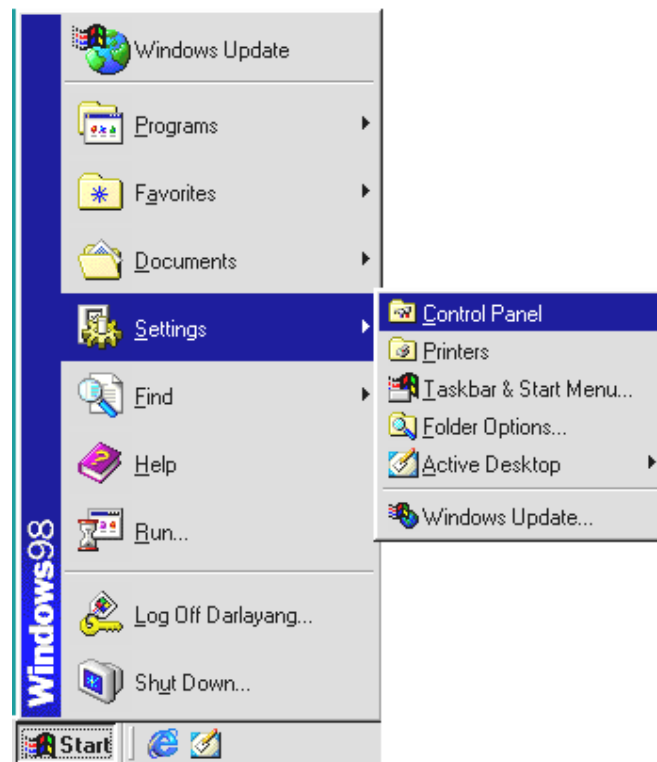 Windows Update
Programs
Favorites
Documents
Settings
Find
Help
Run...
Log Off Darlayang...
Shut Down...
Windows98
Start
Control Panel
Printers
Taskbar & Start Menu...
Folder Options...
Active Desktop
Windows Update...